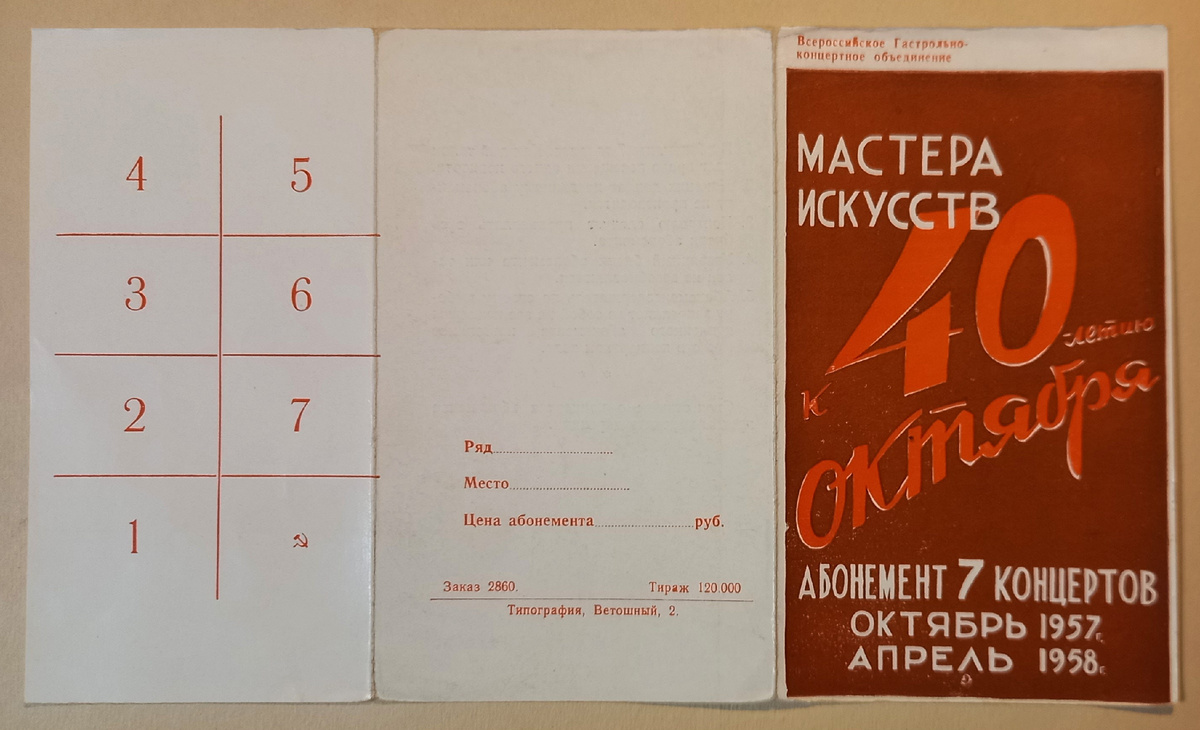 4 5
3 6
2 7
1
Ряд
Место
Цена абонемента руб.
Заказ 2860. Тираж 120.000
Типография, Ветошный, 2.
Всероссийское Гастрольно-
концертное объединение
МАСТЕРА
ИСКУССТВ
к 40-летию
октября
АБОНЕМЕНТ 7 КОНЦЕРТОВ
ОКТЯБРЬ 1957г.
АПРЕЛЬ 1958г.